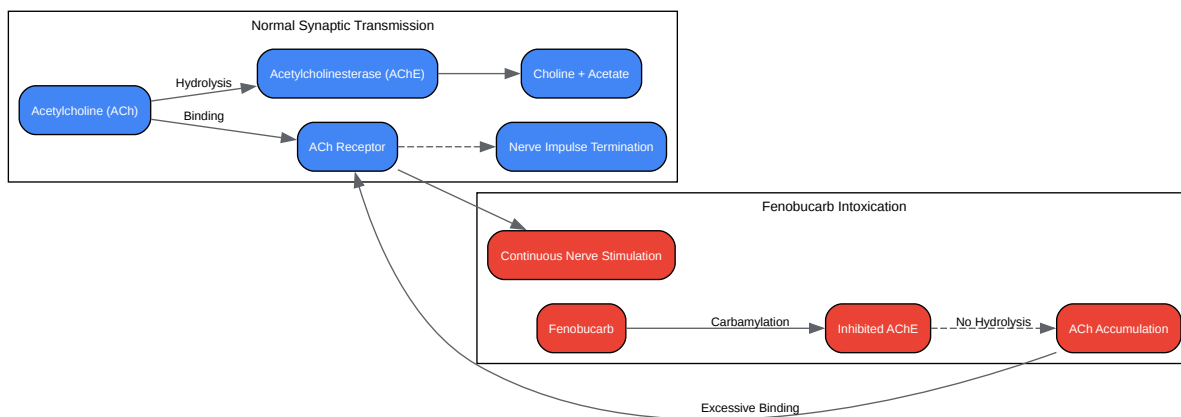 Normal Synaptic Transmission
Acetylcholinesterase (AChE)
Choline + Acetate
Hydrolysis
Acetylcholine (ACh)
Binding
ACh Receptor
Nerve Impulse Termination
Fenobucarb Intoxication
Continuous Nerve Stimulation
Fenobucarb
Carbamylation
Inhibited AChE
No Hydrolysis
ACh Accumulation
Excessive Binding